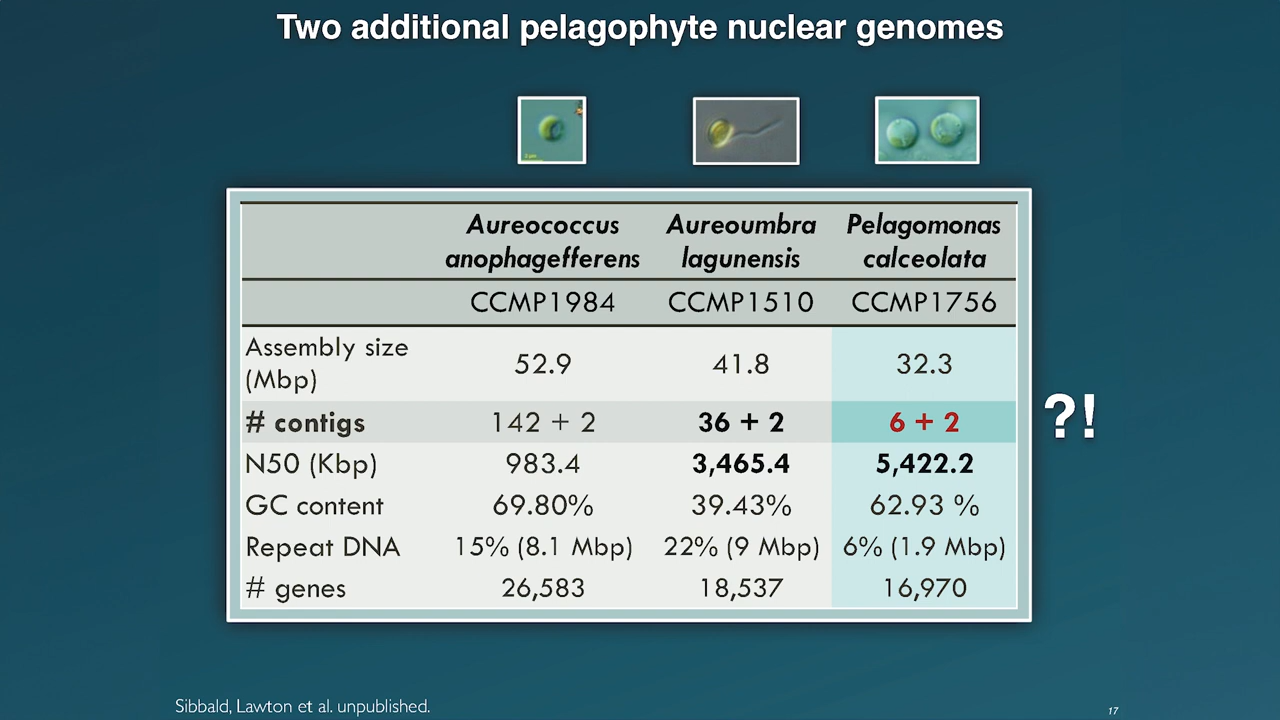 Two additional pelagophyte nuclear genomes
Aureococcus anophagefferens
Aureoumbra lagunensis
Pelagomonas calceolata
CCMP1984 CCMP1510 CCMP1756
Assembly size (Mbp) 52.9 41.8 32.3
# contigs 142 + 2 36 + 2 6 + 2 ?!
N50 (Kbp) 983.4 3,465.4 5,422.2
GC content 69.80% 39.43% 62.93 %
Repeat DNA 15% (8.1 Mbp) 22% (9 Mbp) 6% (1.9 Mbp)
# genes 26,583 18,537 16,970
Sibbald, Lawton et al. unpublished.
17